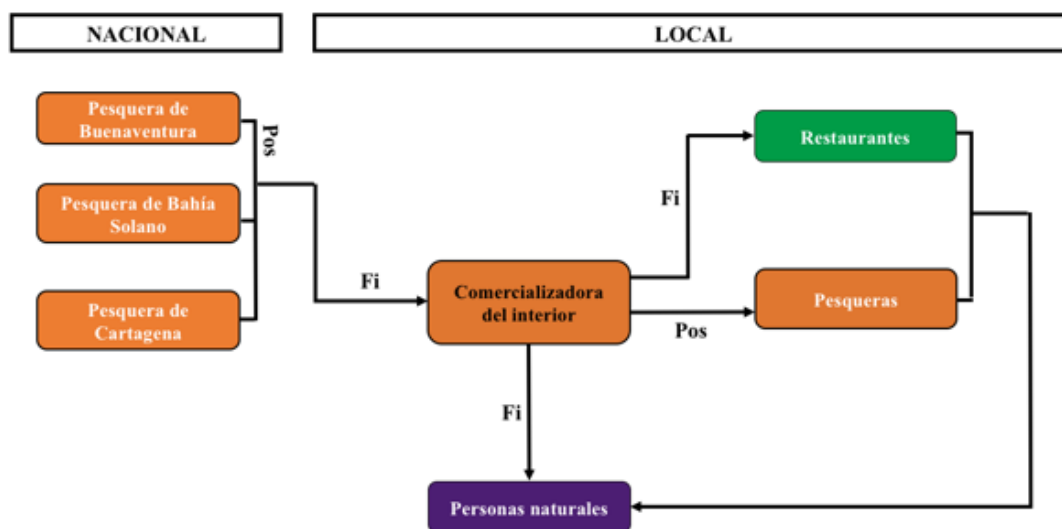 NACIONAL
LOCAL
Pesquera de
Buenaventura
Pos
Pesquera de Bahía
Solano
Pesquera de
Cartagena
Fi
Comercializadora
del interior
Fi
Restaurantes
Pos
Pesqueras
Fi
Personas naturales